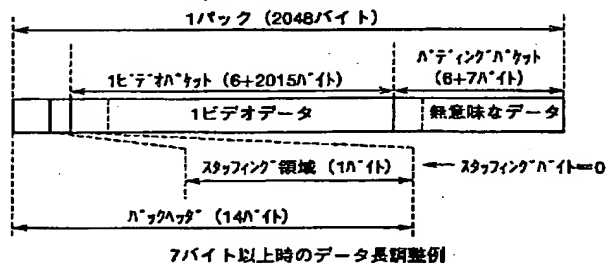 1パック（2048バイト）
1ビデオパケット（6+2015バイト）
パディングパケット
（6+7バイト）
1ビデオデータ
無意味なデータ
スタッフィング領域（1バイト）
スタッフィングバイト=0
パックヘッダ（14バイト）
7バイト以上時のデータ長調整例